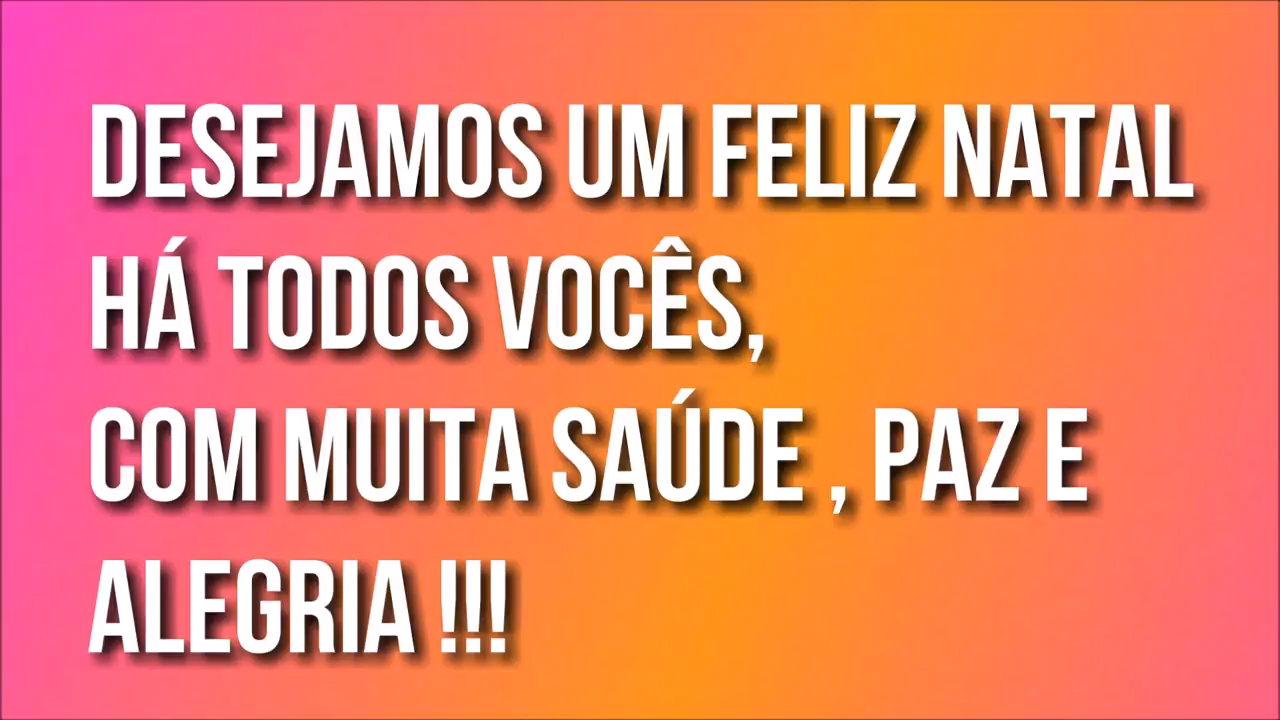 DESEJAMOS UM FELIZ NATAL
HÁ TODOS VOCÊS,
COM MUITA SAÚDE , PAZ E
ALEGRIA !!!